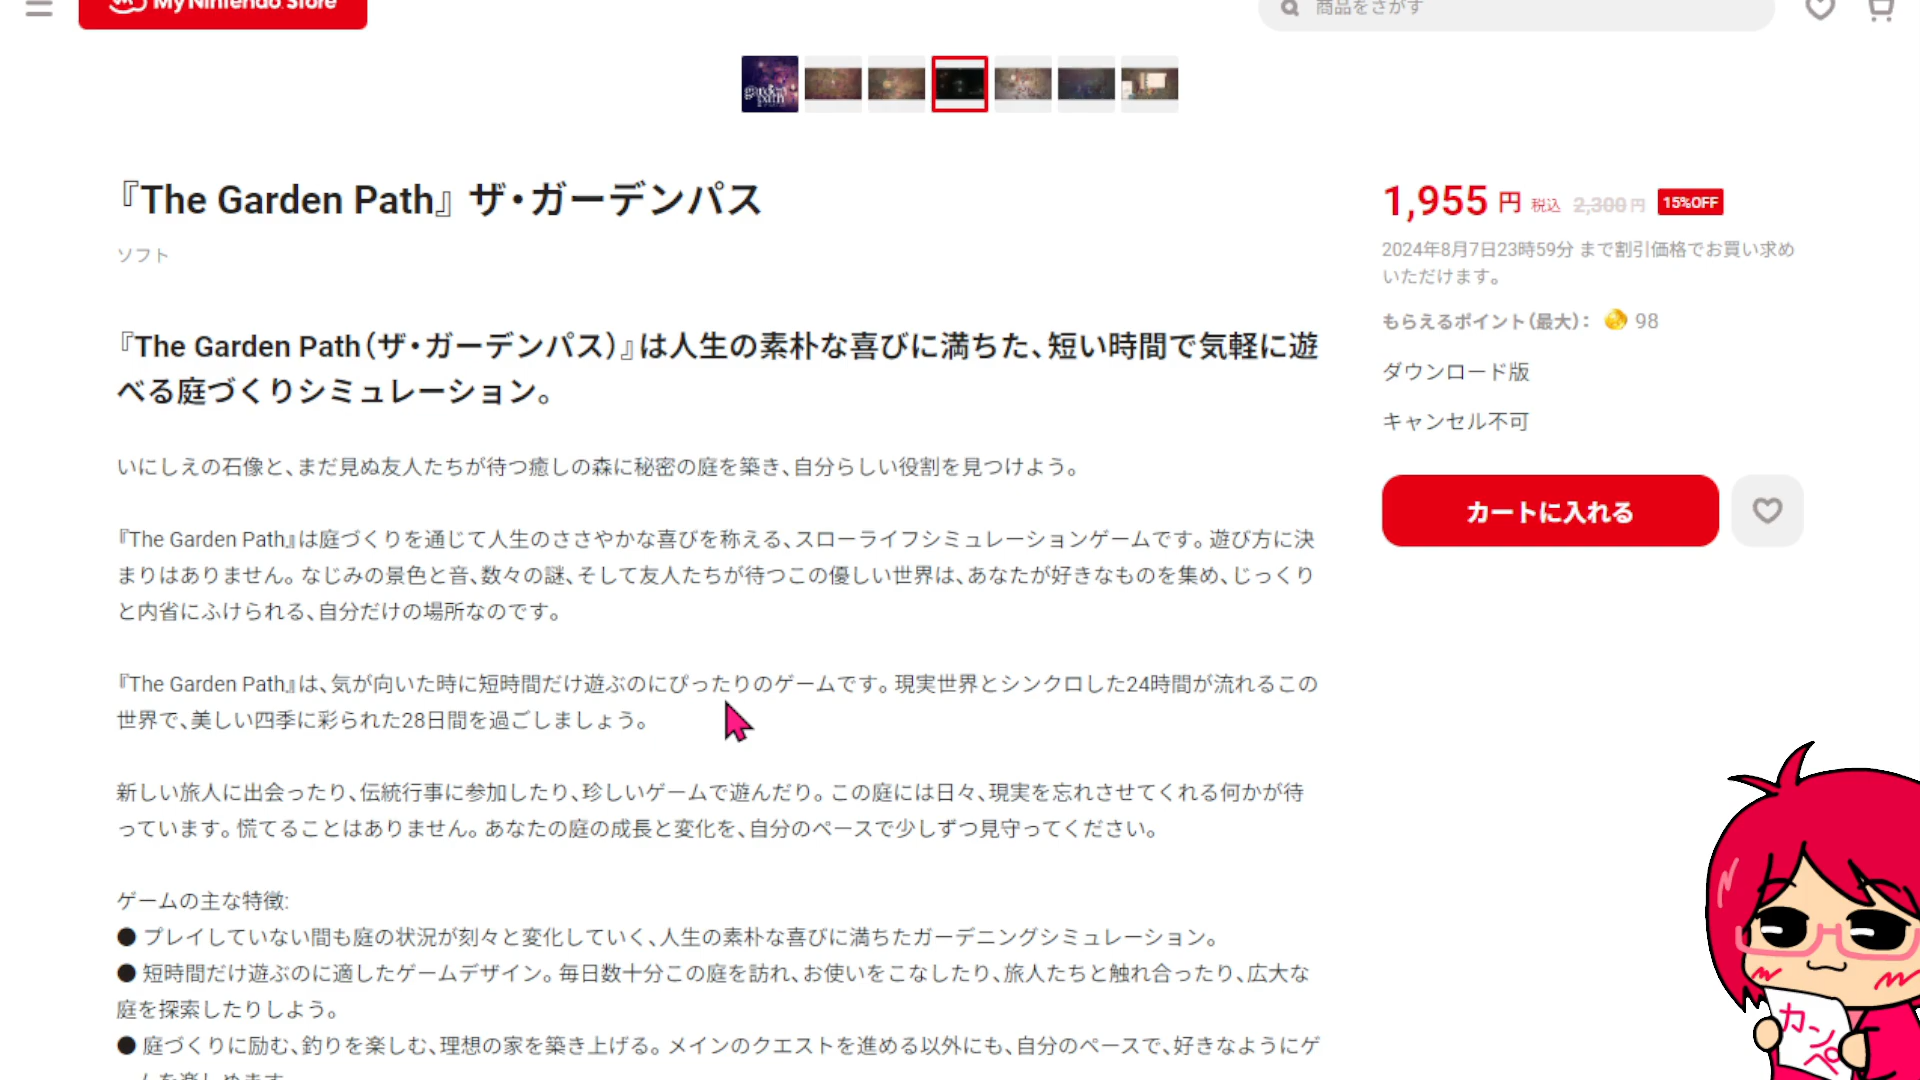 My Nintendo Store
商品をさがす
garden path
『The Garden Path』 ザ・ガーデンパス
ソフト
『The Garden Path（ザ・ガーデンパス）』は人生の素朴な喜びに満ちた、短い時間で気軽に遊
べる庭づくりシミュレーション。
いにしえの石像と、まだ見ぬ友人たちが待つ癒しの森に秘密の庭を築き、自分らしい役割を見つけよう。
『The Garden Path』は庭づくりを通じて人生のささやかな喜びを称える、スローライフシミュレーションゲームです。遊び方に決
まりはありません。なじみの景色と音、数々の謎、そして友人たちが待つこの優しい世界は、あなたが好きなものを集め、じっくり
と内省にふけられる、自分だけの場所なのです。
『The Garden Path』は、気が向いた時に短時間だけ遊ぶのにぴったりのゲームです。現実世界とシンクロした24時間が流れるこの
世界で、美しい四季に彩られた28日間を過ごしましょう。
新しい旅人に出会ったり、伝統行事に参加したり、珍しいゲームで遊んだり。この庭には日々、現実を忘れさせてくれる何かが待
っています。慌てることはありません。あなたの庭の成長と変化を、自分のペースで少しずつ見守ってください。
ゲームの主な特徴:
● プレイしていない間も庭の状況が刻々と変化していく、人生の素朴な喜びに満ちたガーデニングシミュレーション。
● 短時間だけ遊ぶのに適したゲームデザイン。毎日数十分この庭を訪れ、お使いをこなしたり、旅人たちと触れ合ったり、広大な
庭を探索したりしよう。
● 庭づくりに励む、釣りを楽しむ、理想の家を築き上げる。メインのクエストを進める以外にも、自分のペースで、好きなようにゲ
ームを楽しめます
1,955 円 税込 2,300円 15%OFF
2024年8月7日23時59分 まで割引価格でお買い求め
いただけます。
もらえるポイント（最大）： 98
ダウンロード版
キャンセル不可
カートに入れる
カンペ